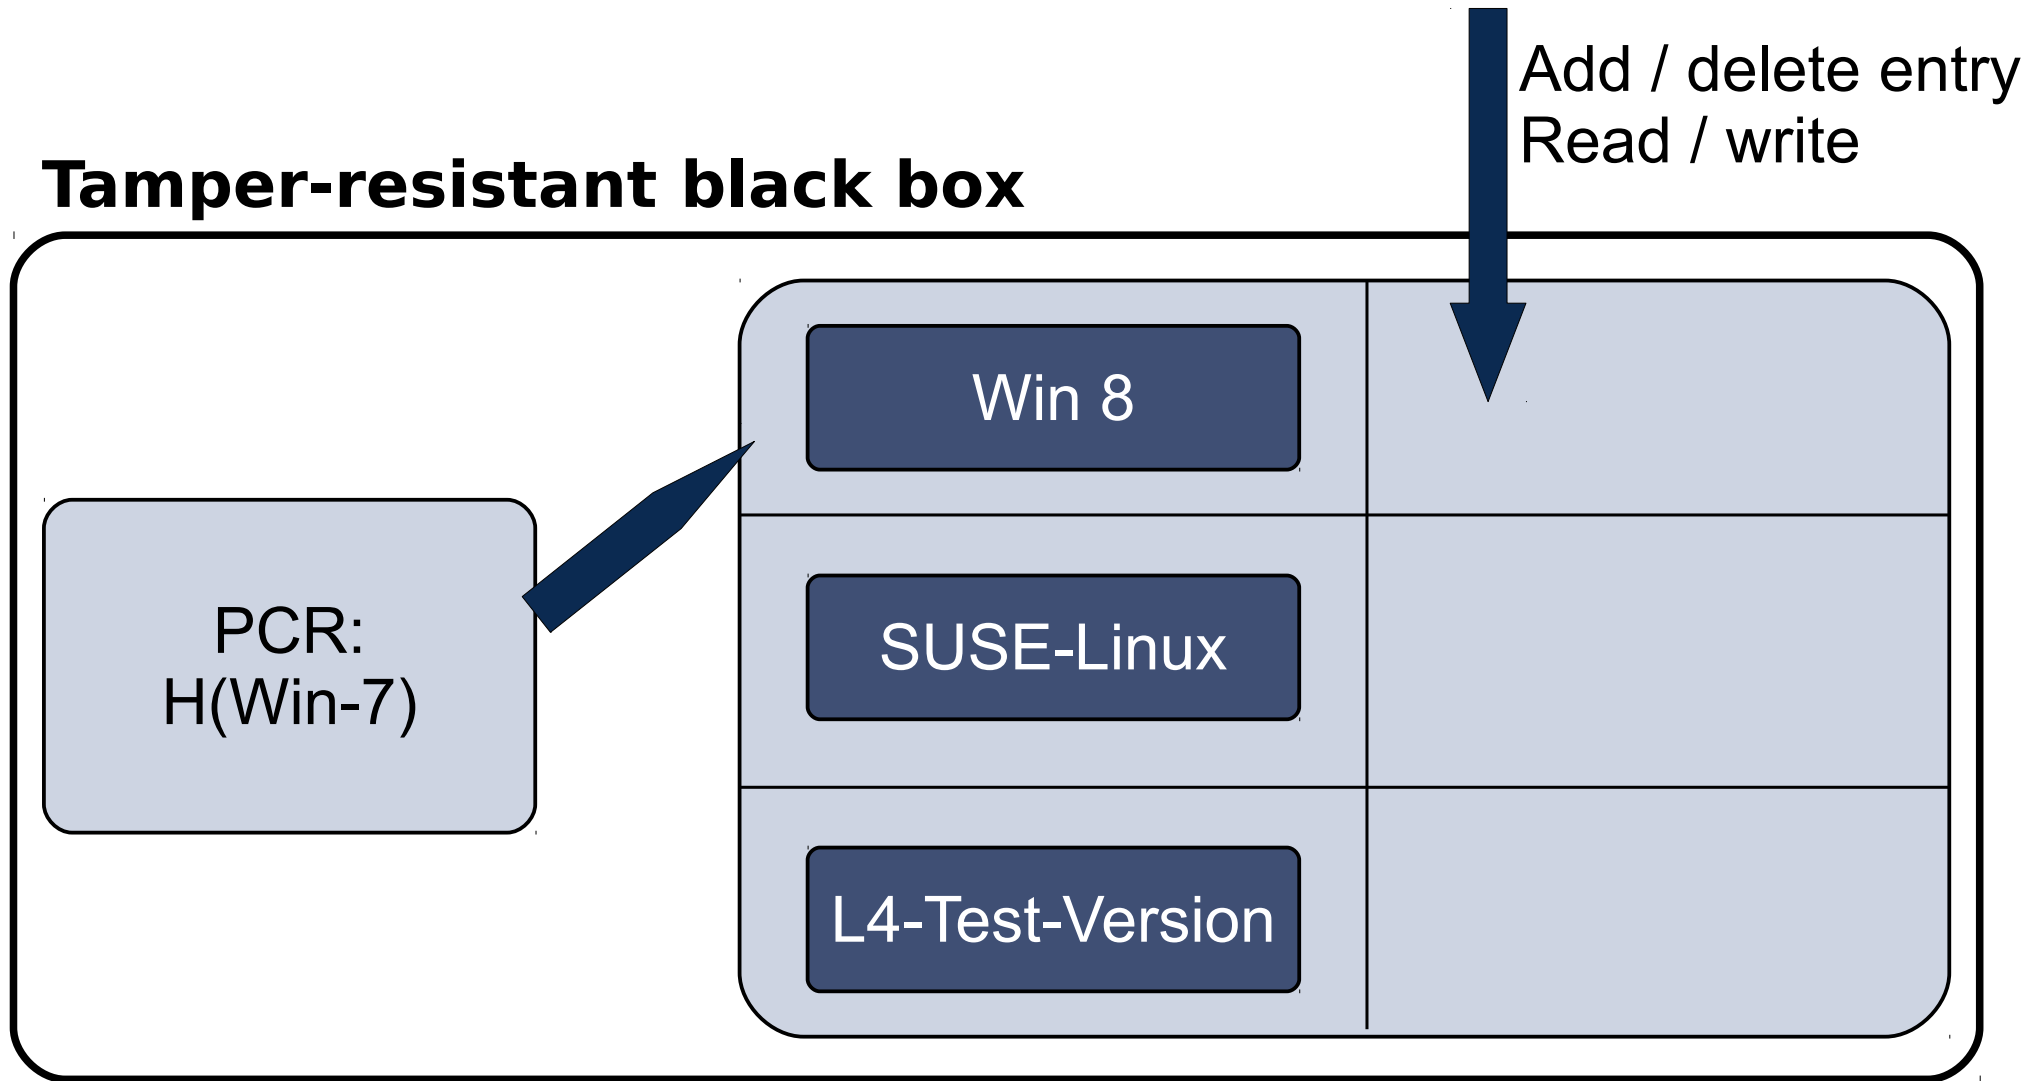 Add / delete entry
Read / write
Tamper-resistant black box
Win 8
PCR:
H(Win-7)
SUSE-Linux
L4-Test-Version